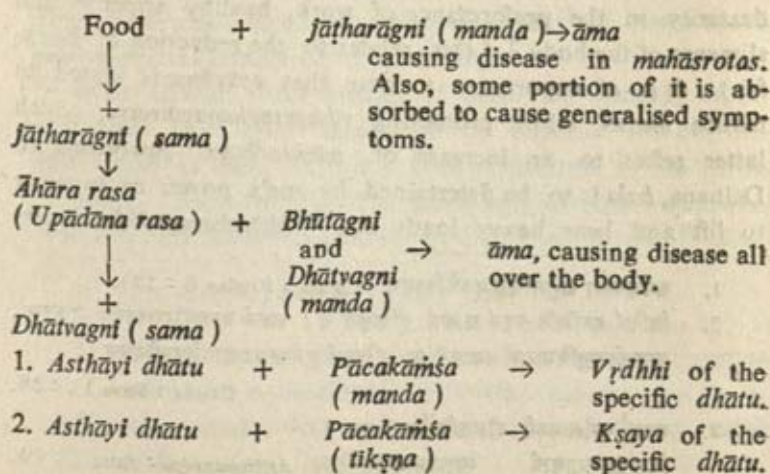 Food + jāṭharāgni ( manda )→āma
causing disease in mahāsrotas.
Also, some portion of it is ab-
↓
+
sorbed to cause generalised symp-
jāṭharāgni ( sama ) toms.
↓
Āhāra rasa
( Upādāna rasa ) + Bhūtāgni
and → āma, causing disease all
Dhātvagni over the body.
↓ ( manda )
+
Dhātvagni ( sama )
1. Asthāyi dhātu + Pācakāṁśa → Vṛdhhi of the
( manda ) specific dhātu.
2. Asthāyi dhātu + Pācakāṁśa → Kṣaya of the
( tikṣṇa ) specific dhātu.